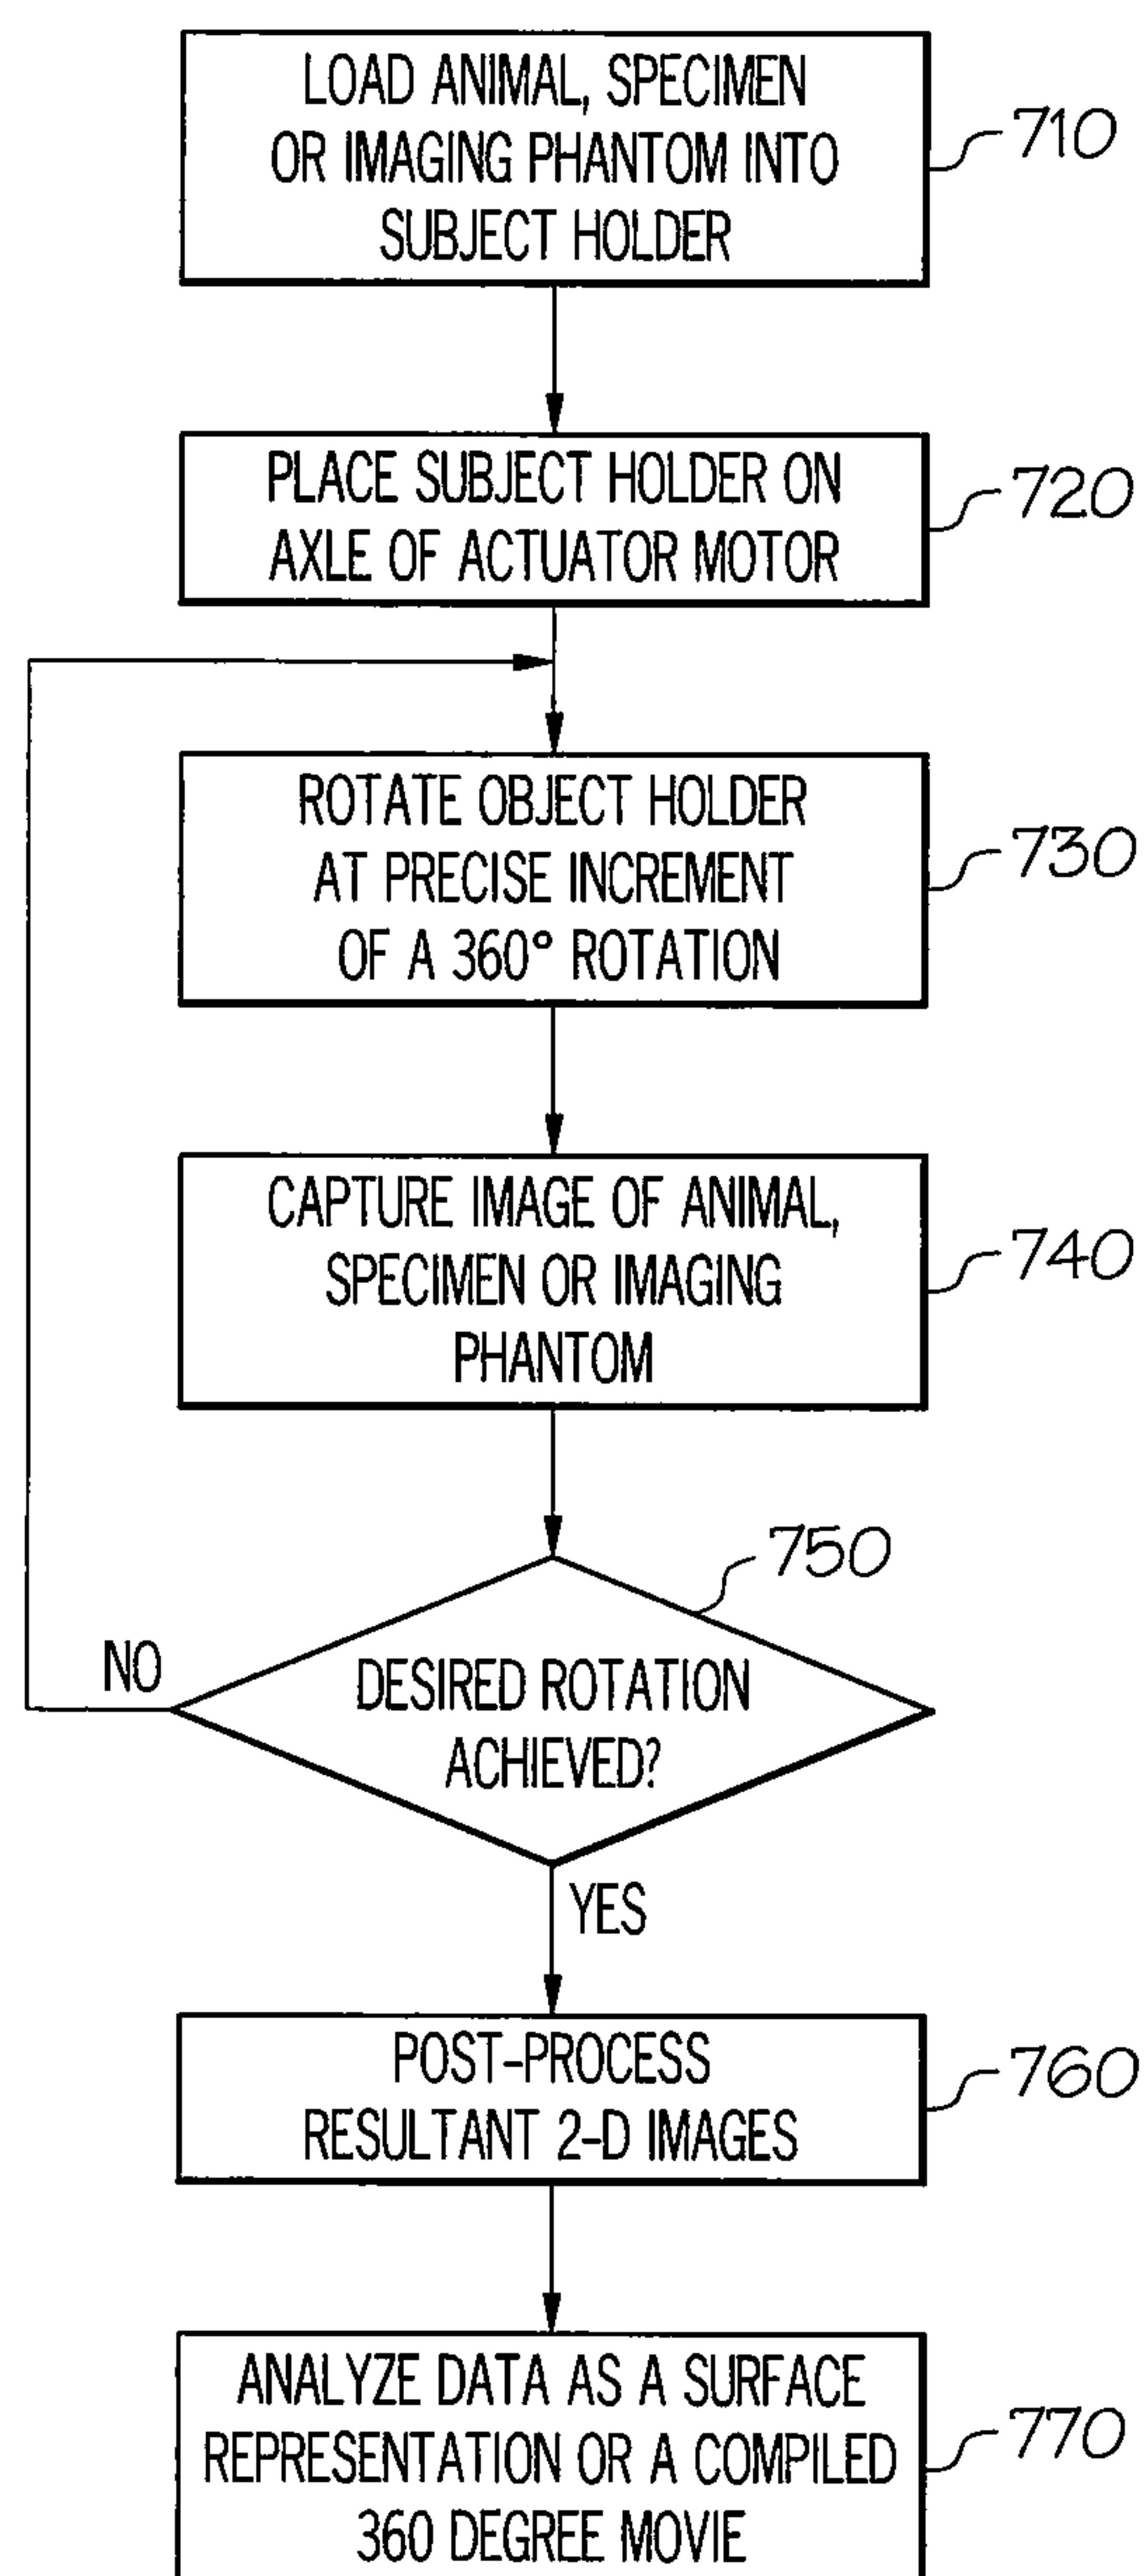 LOAD ANIMAL, SPECIMEN
OR IMAGING PHANTOM INTO
SUBJECT HOLDER
710
PLACE SUBJECT HOLDER ON
AXLE OF ACTUATOR MOTOR
720
ROTATE OBJECT HOLDER
AT PRECISE INCREMENT
OF A 360° ROTATION
730
CAPTURE IMAGE OF ANIMAL,
SPECIMEN OR IMAGING
PHANTOM
740
750
NO
DESIRED ROTATION
ACHIEVED?
YES
POST-PROCESS
RESULTANT 2-D IMAGES
760
ANALYZE DATA AS A SURFACE
REPRESENTATION OR A COMPILED
360 DEGREE MOVIE
770